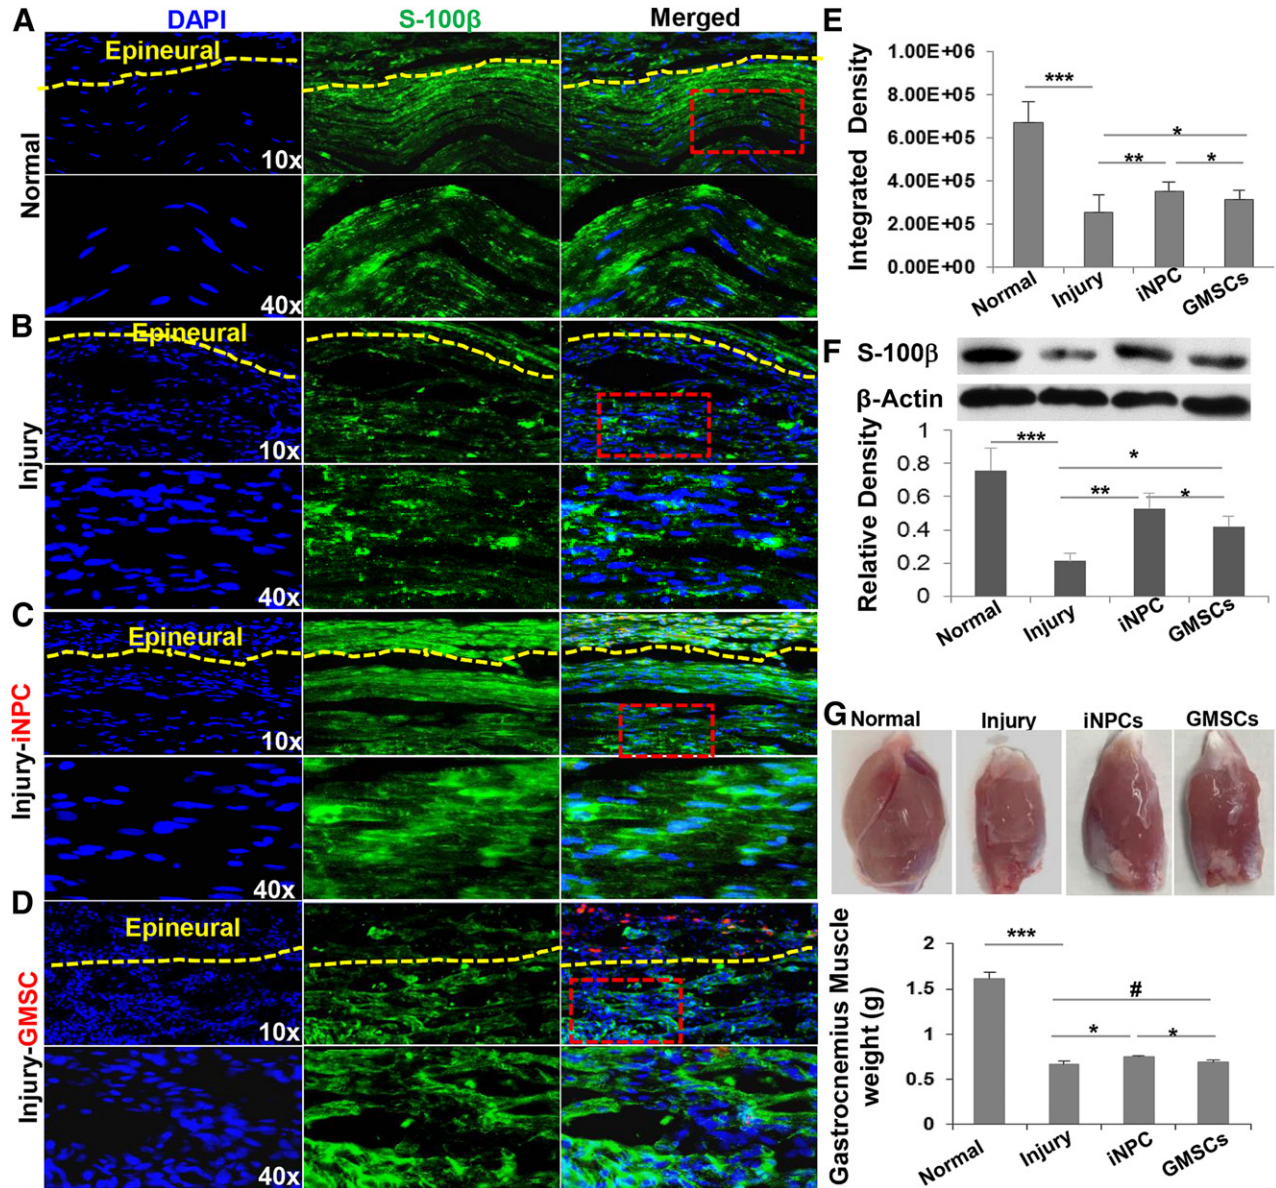 A
DAPI
S-100β
Merged
Normal
Epineural
10x
40x
B
Injury
Epineural
10x
40x
C
Injury-iNPC
Epineural
10x
40x
D
Injury-GMSC
Epineural
10x
40x
E
Integrated Density
1.00E+06
8.00E+05
6.00E+05
4.00E+05
2.00E+05
0.00E+00
***
*
**
*
Normal
Injury
iNPC
GMSCs
F
S-100β
β-Actin
Relative Density
1
0.8
0.6
0.4
0.2
0
***
*
**
*
Normal
Injury
iNPC
GMSCs
G
Normal
Injury
iNPCs
GMSCs
Gastrocnemius Muscle
weight (g)
2
1.5
1
0.5
0
***
#
*
*
Normal
Injury
iNPC
GMSCs